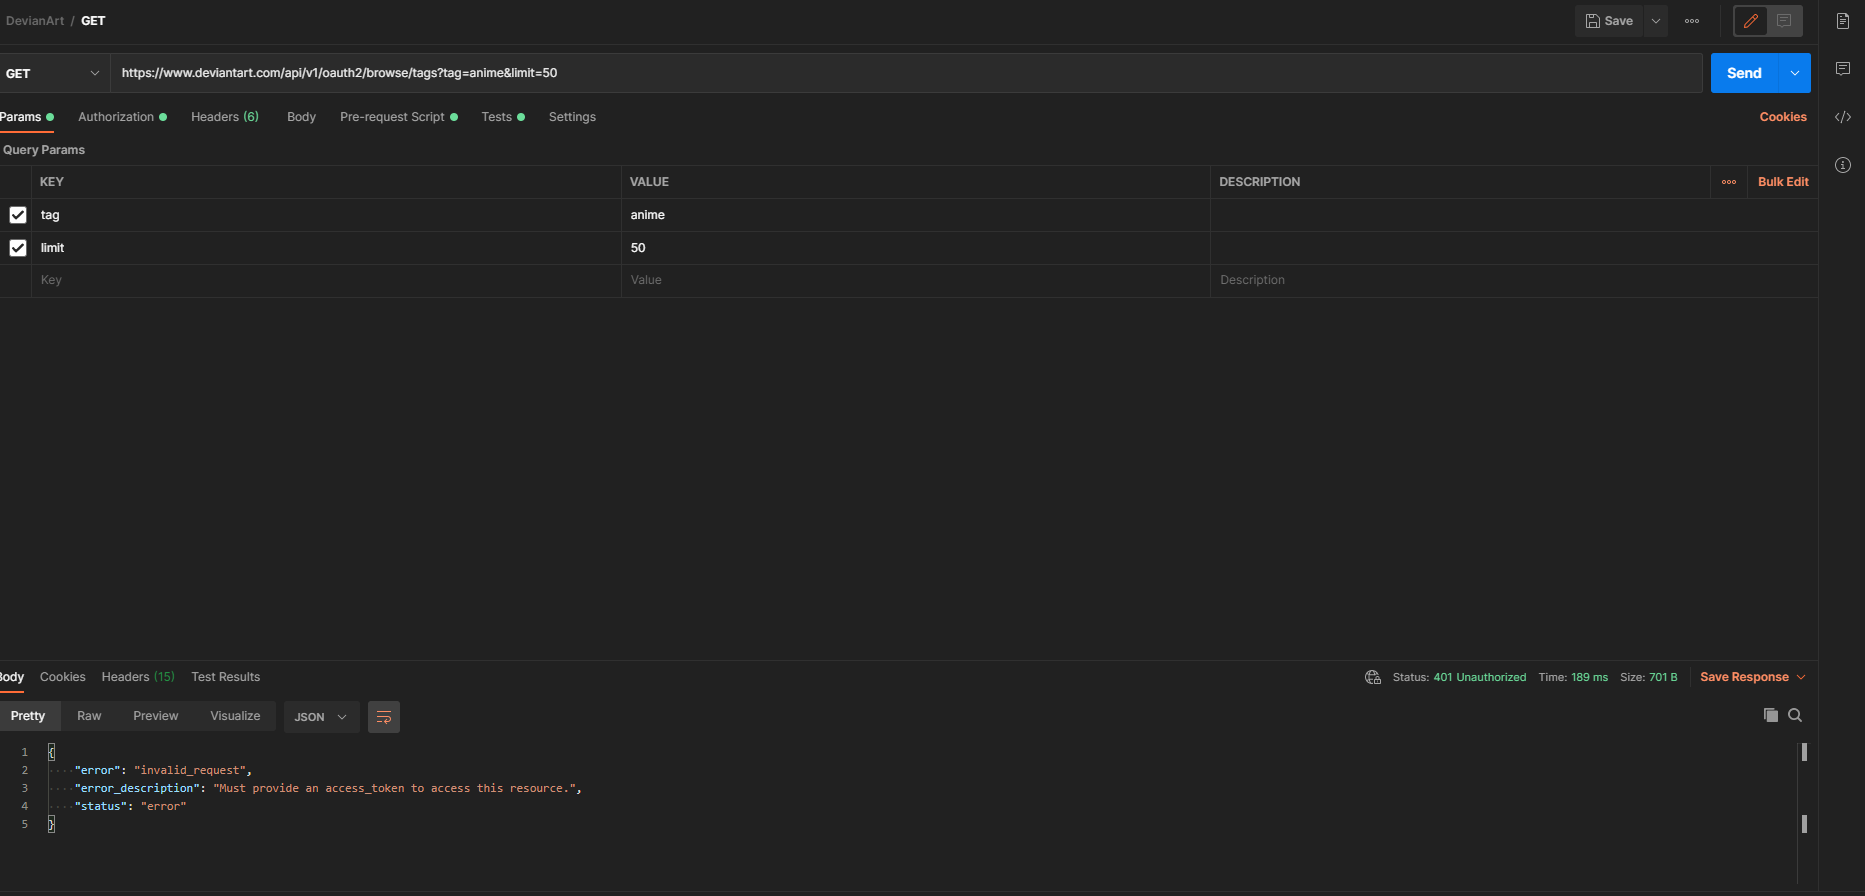 DevianArt / GET
Save
GET https://www.deviantart.com/api/v1/oauth2/browse/tags?tag=anime&limit=50 Send
Params Authorization Headers (6) Body Pre-request Script Tests Settings Cookies
Query Params
KEY VALUE DESCRIPTION Bulk Edit
tag anime
limit 50
Key Value Description
Body Cookies Headers (15) Test Results Status: 401 Unauthorized Time: 189 ms Size: 701 B Save Response
Pretty Raw Preview Visualize JSON
1 {
2 "error": "invalid_request",
3 "error_description": "Must provide an access_token to access this resource.",
4 "status": "error"
5 }